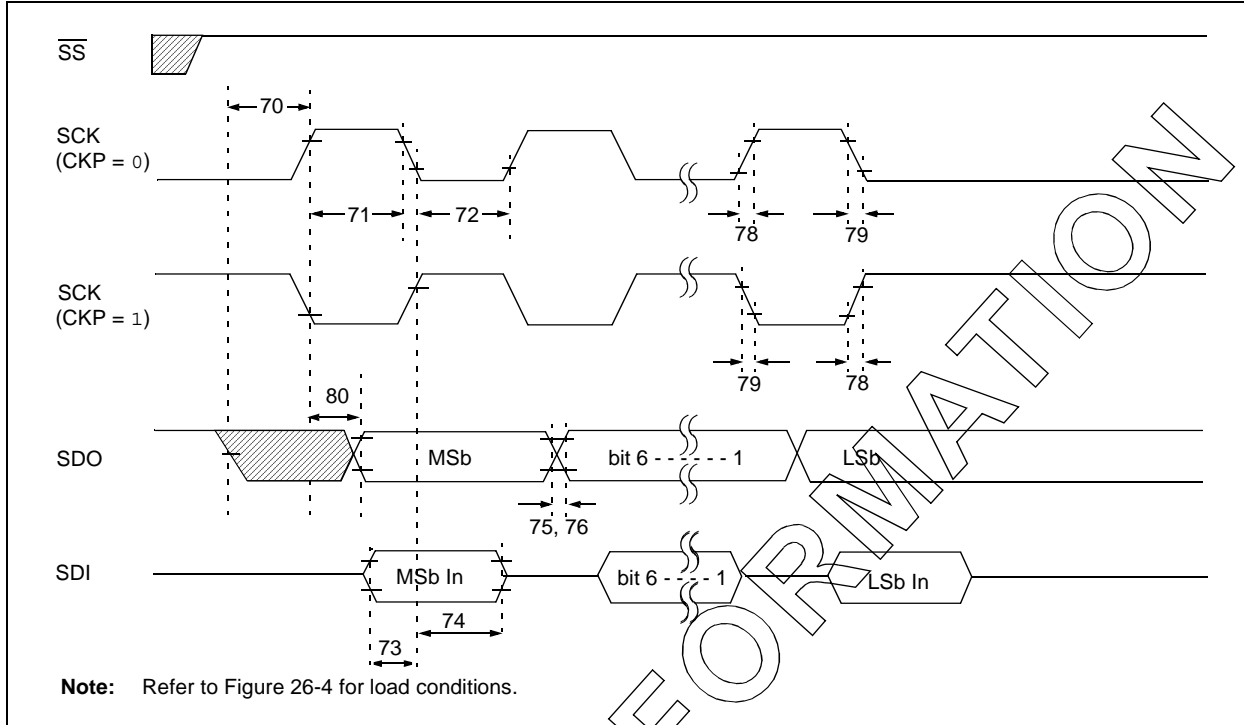 SS
70
SCK
(CKP = 0)
71
72
78
79
SCK
(CKP = 1)
79
78
80
SDO
MSb
bit 6 - - - - - - 1
LSb
75, 76
SDI
MSb In
bit 6 - - - - - 1
LSb In
74
73
Note: Refer to Figure 26-4 for load conditions.
FORMATION